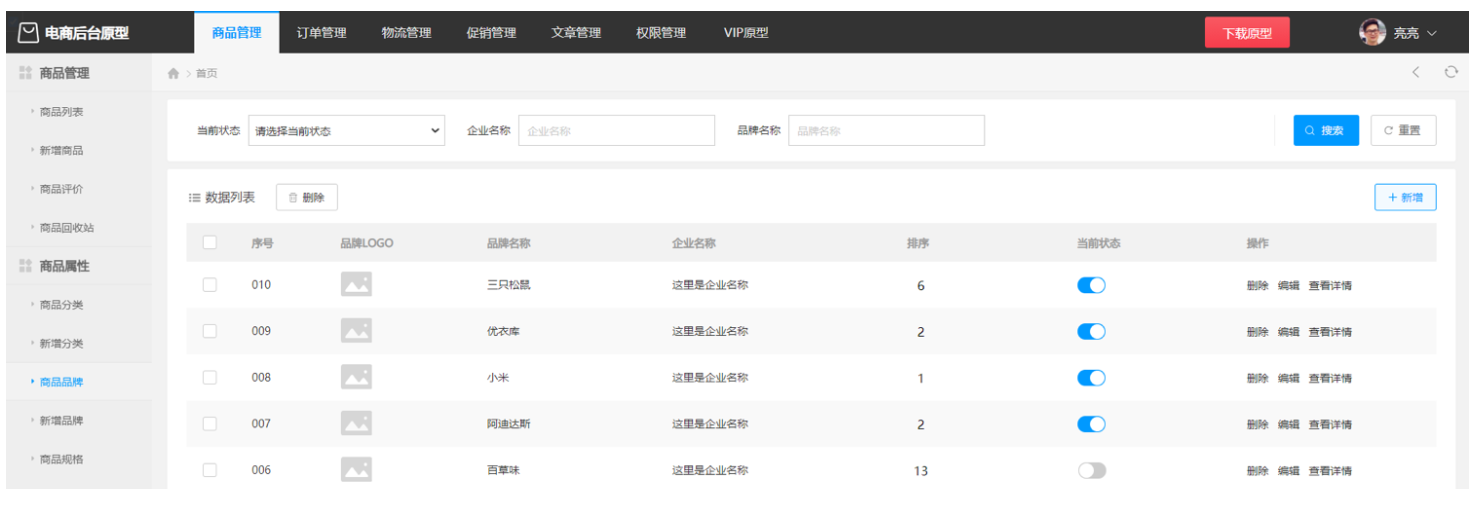 电商后台原型 商品管理 订单管理 物流管理 促销管理 文章管理 权限管理 VIP原型 下载原型 亮亮
商品管理
商品列表
新增商品
商品评价
商品回收站
商品属性
商品分类
新增分类
商品品牌
新增品牌
商品规格
> 首页
当前状态 请选择当前状态 企业名称 企业名称 品牌名称 品牌名称 搜索 重置
数据列表 删除 + 新增
序号 品牌LOGO 品牌名称 企业名称 排序 当前状态 操作
010 三只松鼠 这里是企业名称 6 删除 编辑 查看详情
009 优衣库 这里是企业名称 2 删除 编辑 查看详情
008 小米 这里是企业名称 1 删除 编辑 查看详情
007 阿迪达斯 这里是企业名称 2 删除 编辑 查看详情
006 百草味 这里是企业名称 13 删除 编辑 查看详情